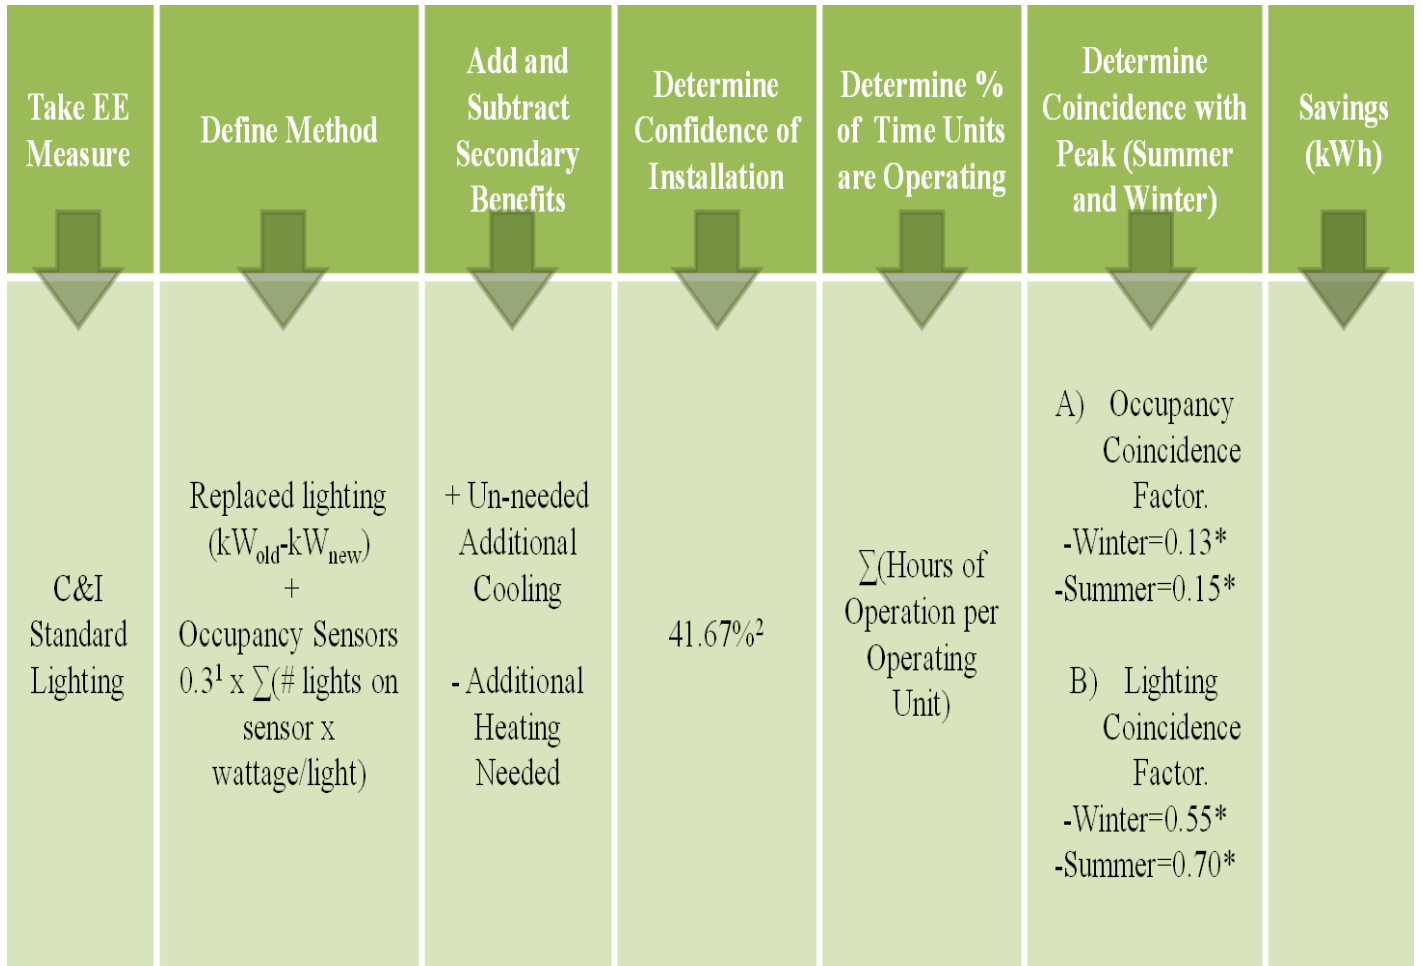 Take EE
Measure
Define Method
Add and
Subtract
Secondary
Benefits
Determine
Confidence of
Installation
Determine %
of Time Units
are Operating
Determine
Coincidence with
Peak (Summer
and Winter)
Savings
(kWh)
C&I
Standard
Lighting
Replaced lighting
(kWold-kWnew)
+
Occupancy Sensors
0.3¹ x ∑(# lights on
sensor x
wattage/light)
+ Un-needed
Additional
Cooling
- Additional
Heating
Needed
41.67%²
∑(Hours of
Operation per
Operating
Unit)
A) Occupancy
Coincidence
Factor.
-Winter=0.13*
-Summer=0.15*
B) Lighting
Coincidence
Factor.
-Winter=0.55*
-Summer=0.70*